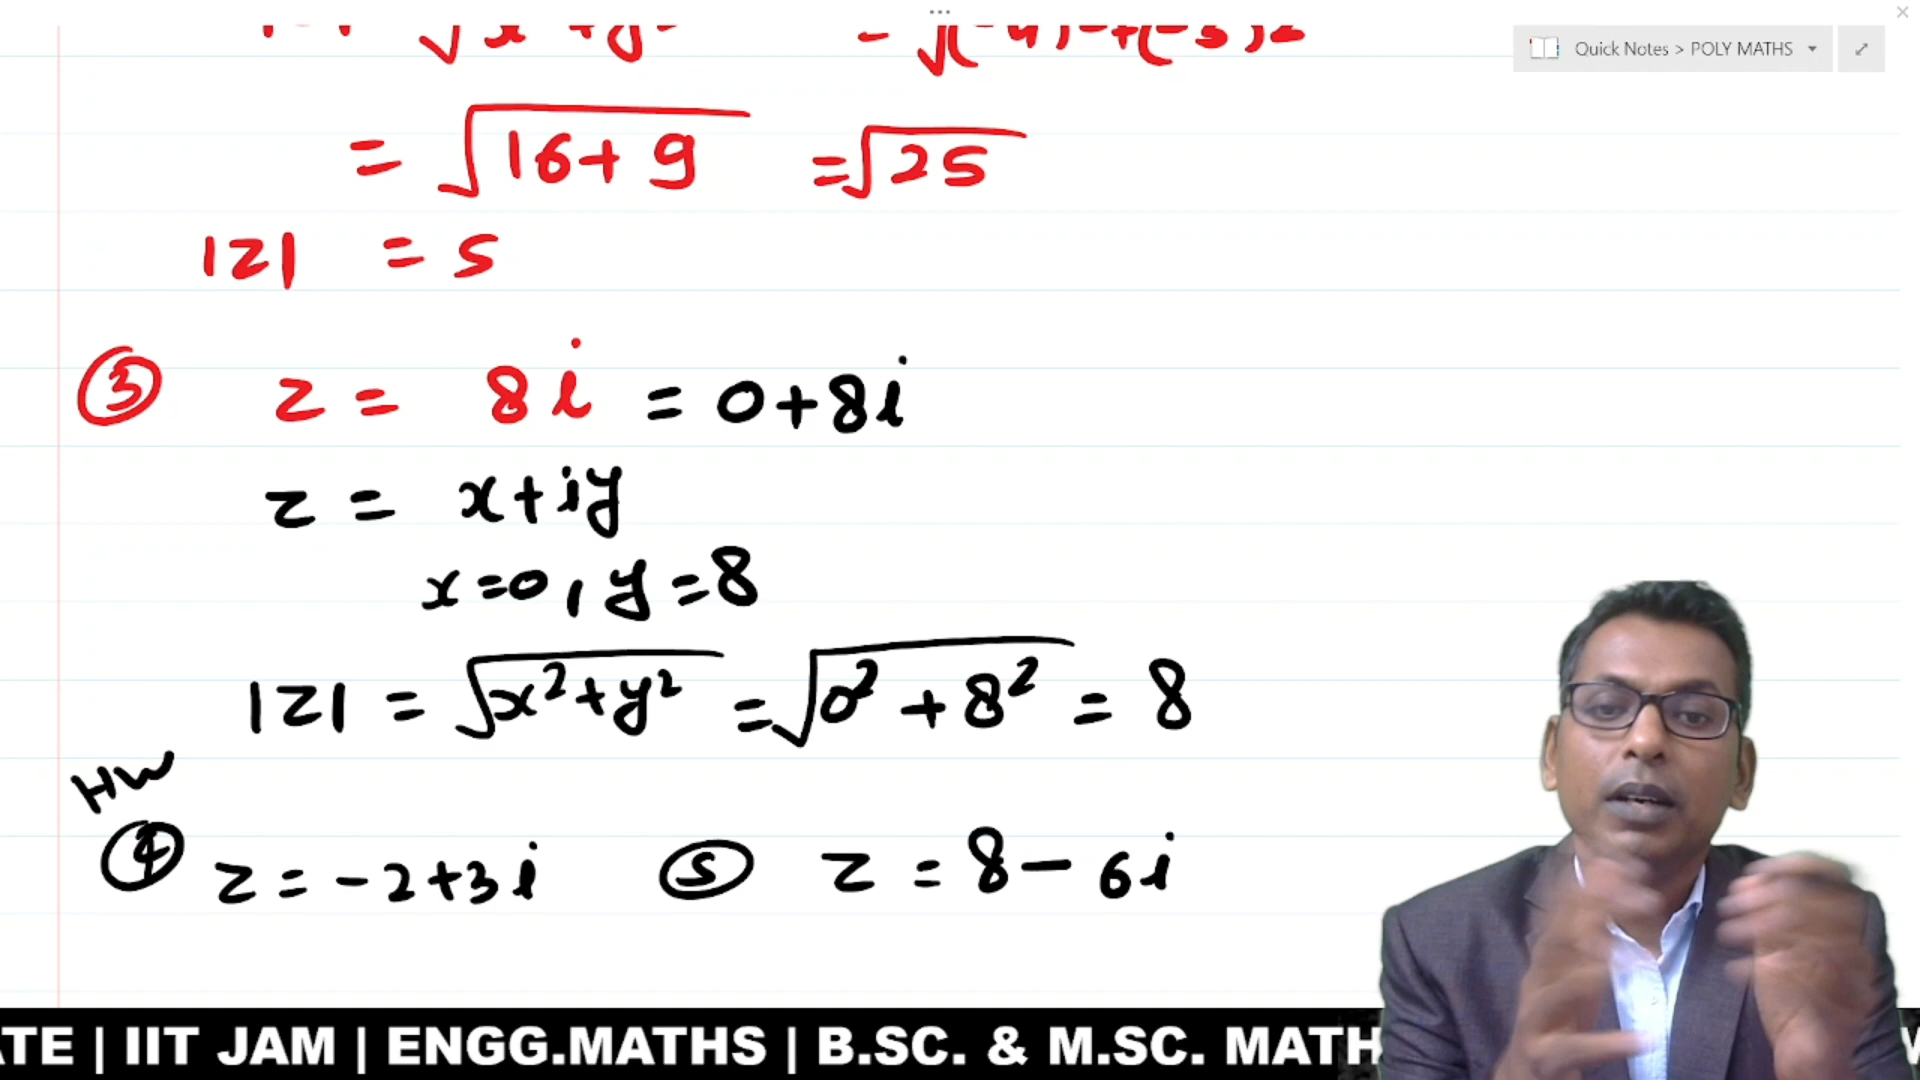 Quick Notes > POLY MATHS
= √16+9 = √25
|z| = 5
③ z = 8i = 0+8i
z = x+iy
x=0, y=8
|z| = √x²+y² = √0²+8² = 8
HW
④ z = -2+3i ⑤ z = 8-6i
ATE | IIT JAM | ENGG.MATHS | B.SC. & M.SC. MATH